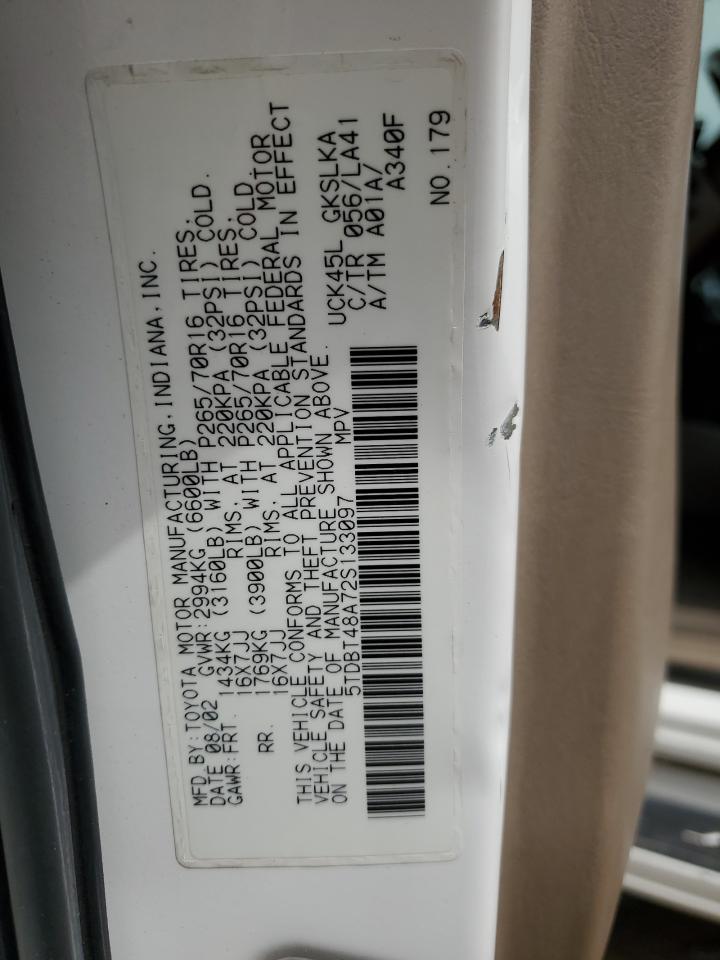 MFD BY:TOYOTA MOTOR MANUFACTURING,INDIANA,INC.
DATE 08/02 GVWR:2994KG (6600LB)
GAWR:FRT. 1434KG (3160LB) WITH P265/70R16 TIRES,
16X7JJ RIMS, AT 220KPA (32PSI) COLD.
RR. 1769KG (3900LB) WITH P265/70R16 TIRES,
16X7JJ RIMS, AT 220KPA (32PSI) COLD.
THIS VEHICLE CONFORMS TO ALL APPLICABLE FEDERAL MOTOR
VEHICLE SAFETY AND THEFT PREVENTION STANDARDS IN EFFECT
ON THE DATE OF MANUFACTURE SHOWN ABOVE.
5TDBT48A72S133097 MPV
UCK45L GKSLKA
C/TR 056/LA41
A/TM A01A/
A340F
NO.179